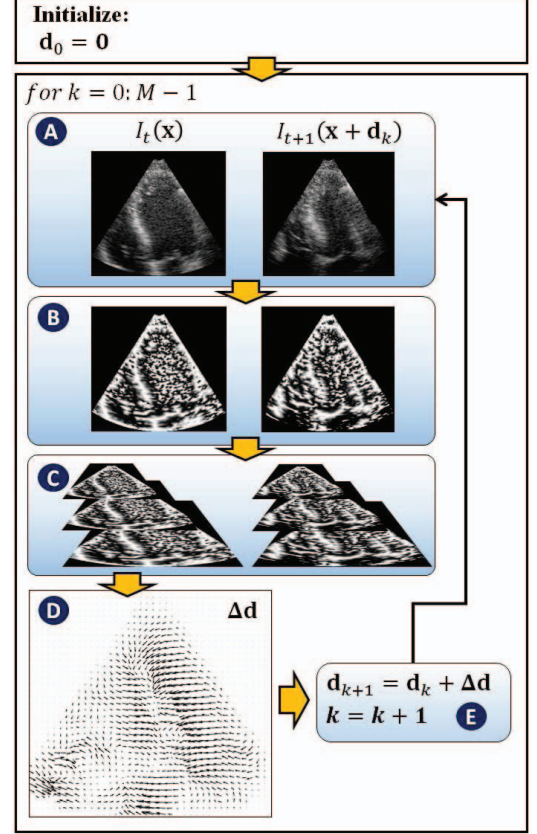 Initialize:
d₀ = 0
for k = 0: M − 1
A
Iₜ(x)
Iₜ₊₁(x + dₖ)
B
C
D
Δd
dₖ₊₁ = dₖ + Δd
k = k + 1
E